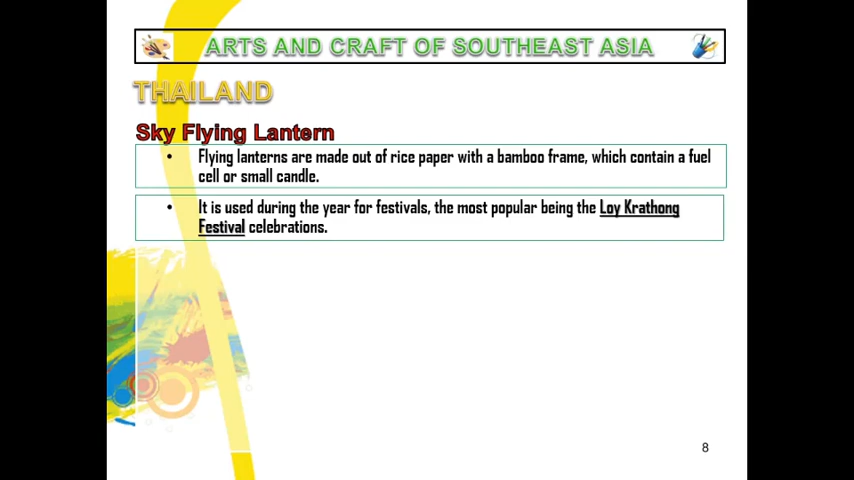 ARTS AND CRAFT OF SOUTHEAST ASIA
THAILAND
Sky Flying Lantern
• Flying lanterns are made out of rice paper with a bamboo frame, which contain a fuel
cell or small candle.
• It is used during the year for festivals, the most popular being the Loy Krathong
Festival celebrations.
8